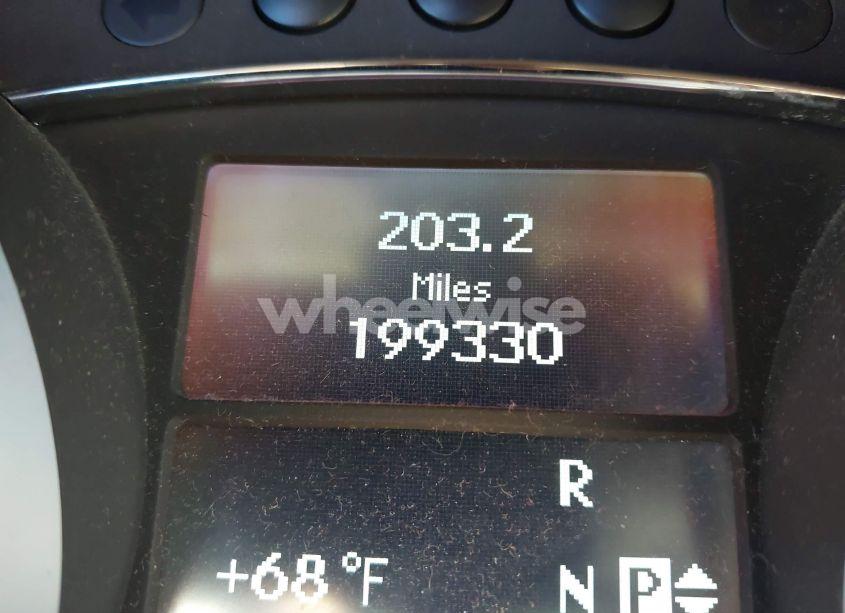 203.2
Miles
wheelwise
199330
R
+68°F
N P